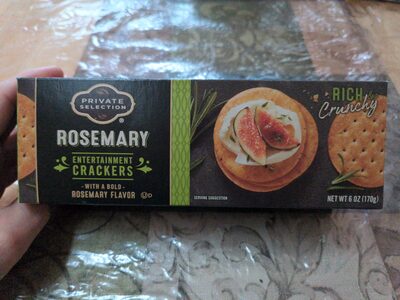 PRIVATE
SELECTION
®
ROSEMARY
ENTERTAINMENT
CRACKERS
- WITH A BOLD -
ROSEMARY FLAVOR Ⓤ D
SERVING SUGGESTION
RICH &
Crunchy
NET WT 6 OZ (170g)